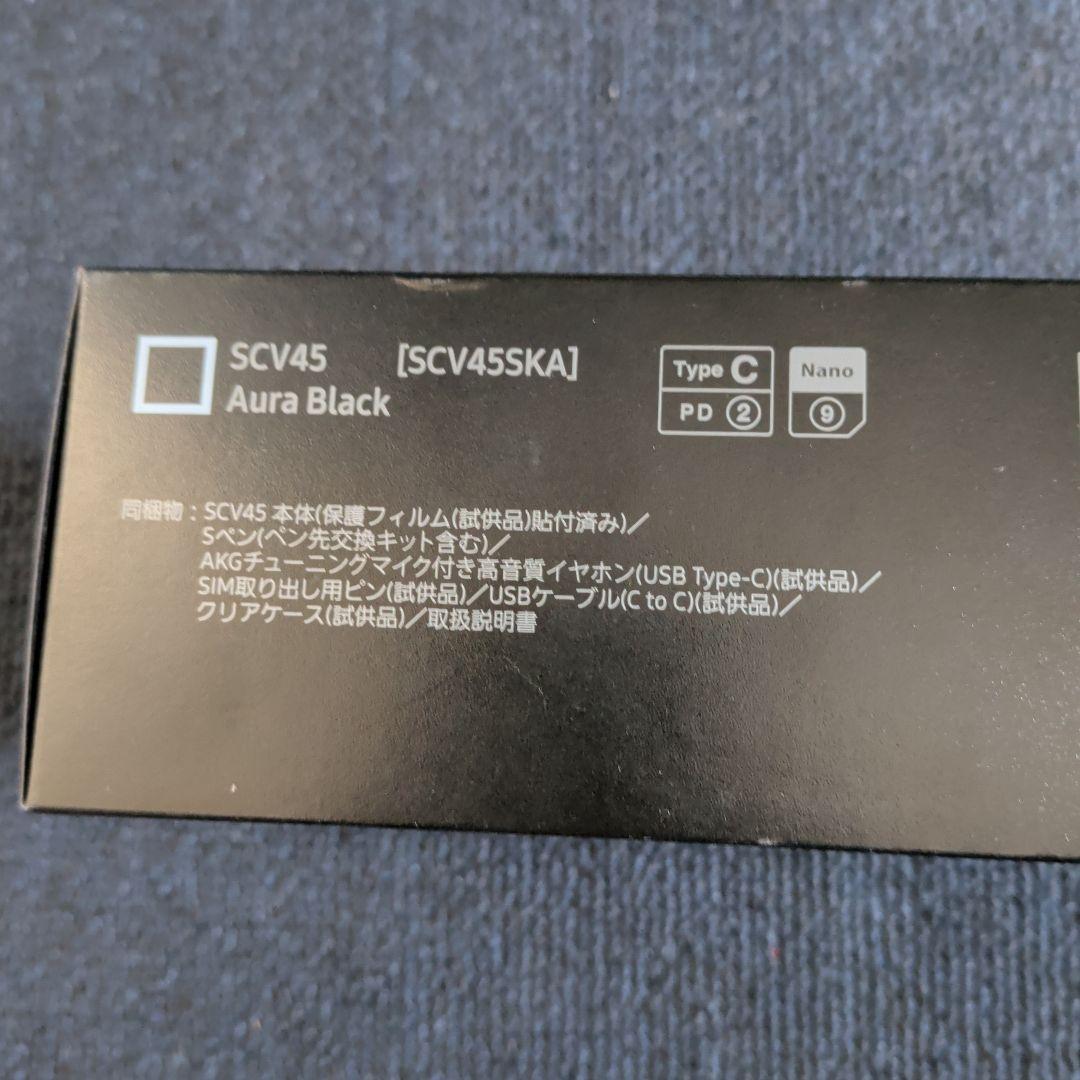 SCV45 [SCV45SKA]
Aura Black
Type C
PD ②
Nano
⑨
同梱物：SCV45 本体(保護フィルム(試供品)貼付済み)／
Sペン(ペン先交換キット含む)／
AKGチューニングマイク付き高音質イヤホン(USB Type-C)(試供品)／
SIM取り出し用ピン(試供品)／USBケーブル(C to C)(試供品)／
クリアケース(試供品)／取扱説明書